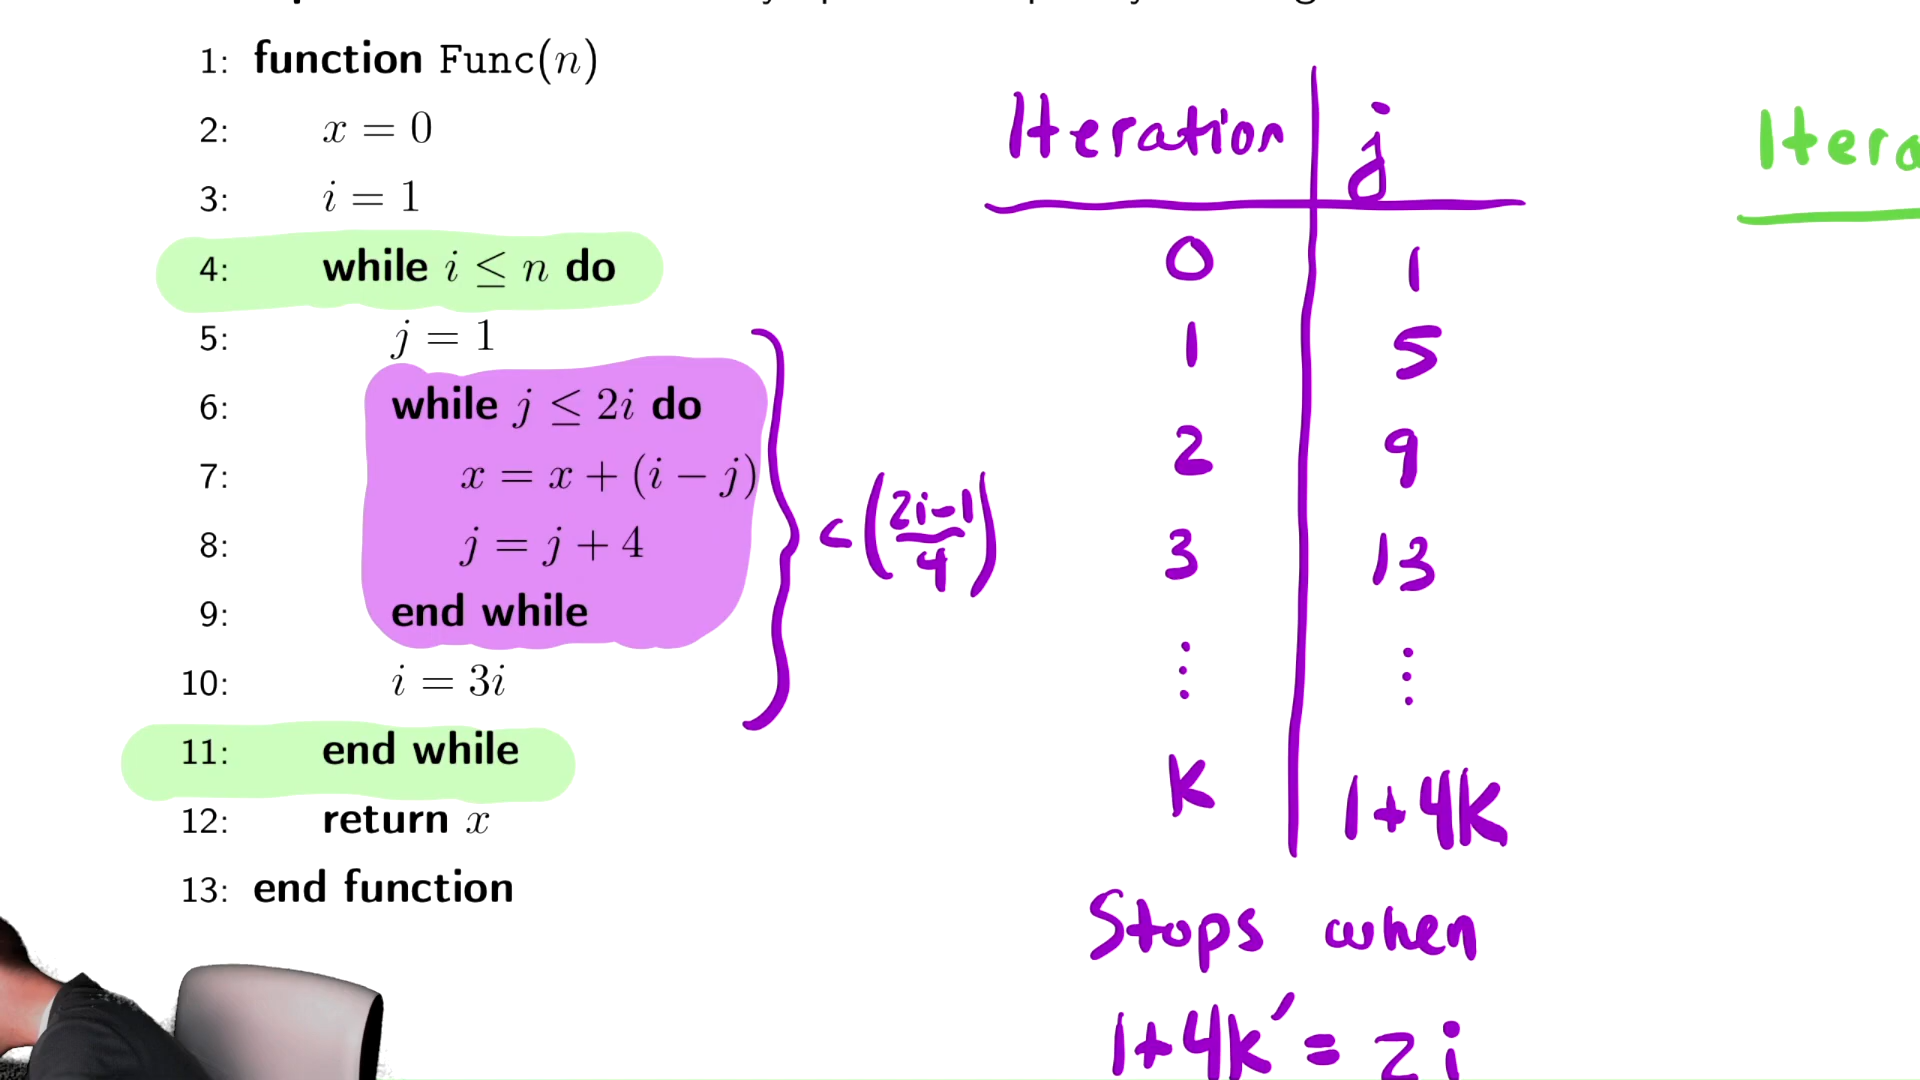 1: function Func(n)
2: x = 0
3: i = 1
4: while i ≤ n do
5: j = 1
6: while j ≤ 2i do
7: x = x + (i − j)
8: j = j + 4
9: end while
10: i = 3i
11: end while
12: return x
13: end function
c(2i-1/4)
Iteration j
0 1
1 5
2 9
3 13
⋮ ⋮
k 1+4k
Stops when
1+4k' = 2i